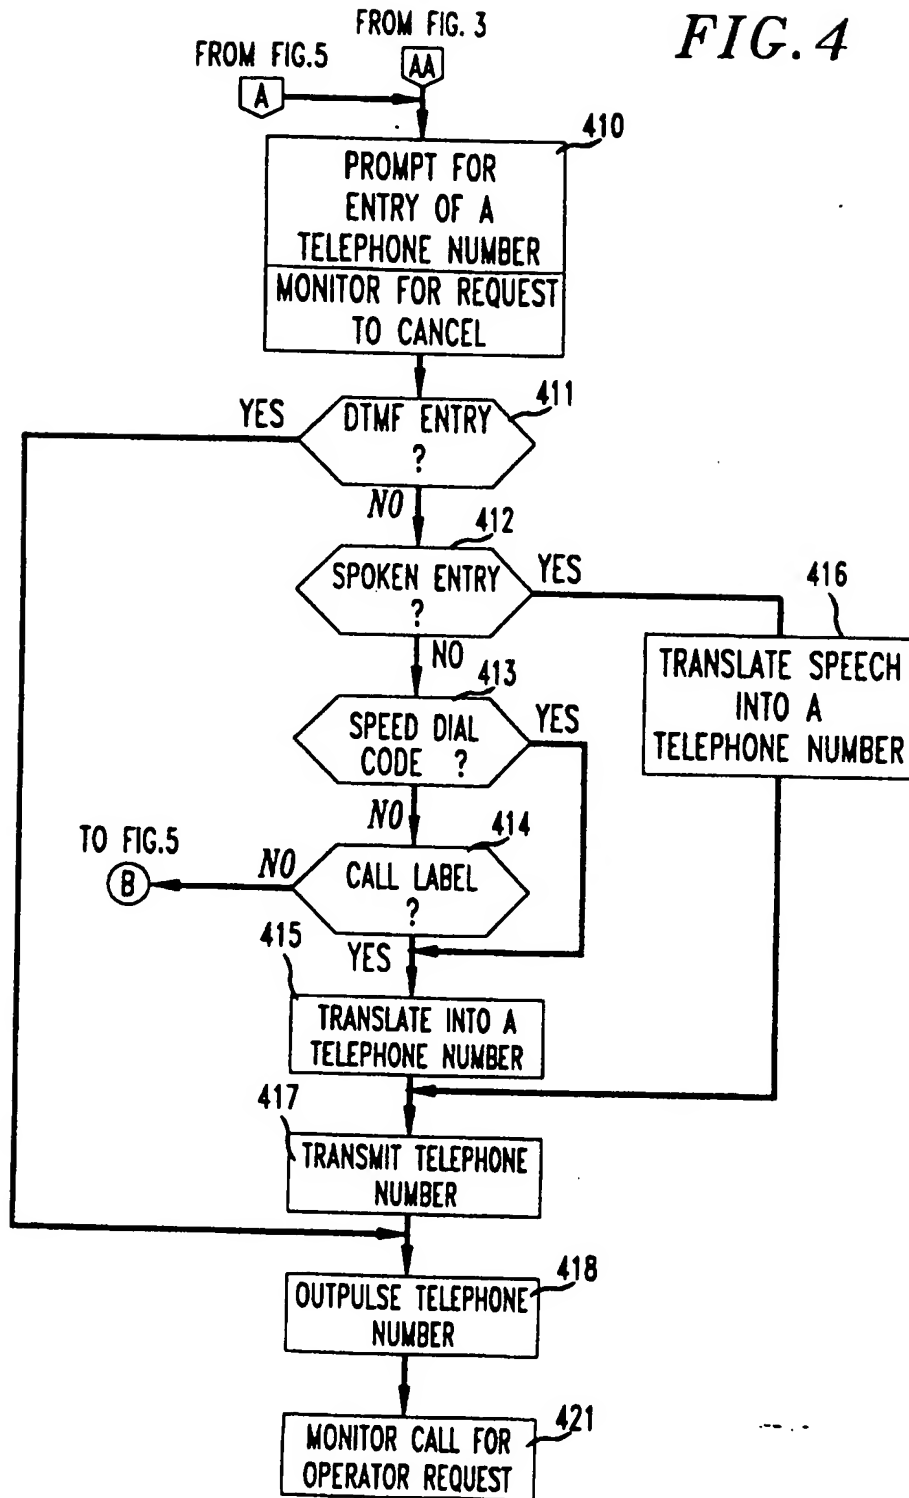 FROM FIG. 3
FIG. 4
FROM FIG.5
AA
A
410
PROMPT FOR
ENTRY OF A
TELEPHONE NUMBER
MONITOR FOR REQUEST
TO CANCEL
411
YES
DTMF ENTRY
?
NO
412
SPOKEN ENTRY
?
YES
416
TRANSLATE SPEECH
INTO A
TELEPHONE NUMBER
NO
413
SPEED DIAL
CODE ?
YES
NO
414
TO FIG.5
B
NO
CALL LABEL
?
415
YES
TRANSLATE INTO A
TELEPHONE NUMBER
417
TRANSMIT TELEPHONE
NUMBER
418
OUTPULSE TELEPHONE
NUMBER
421
MONITOR CALL FOR
OPERATOR REQUEST